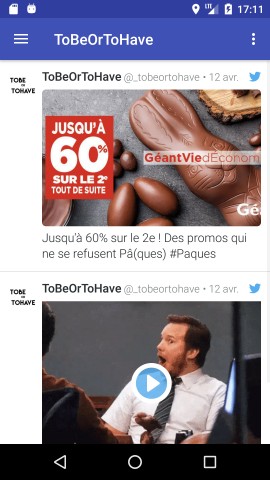 17:11
ToBeOrToHave
TOBE
OR
TOHAVE
ToBeOrToHave @_tobeortohave • 12 avr.
JUSQU'À
60%
SUR LE 2e
TOUT DE SUITE
GéantViedEconom
Gé
Jusqu'à 60% sur le 2e ! Des promos qui
ne se refusent Pâ(ques) #Paques
TOBE
OR
TOHAVE
ToBeOrToHave @_tobeortohave • 12 avr.